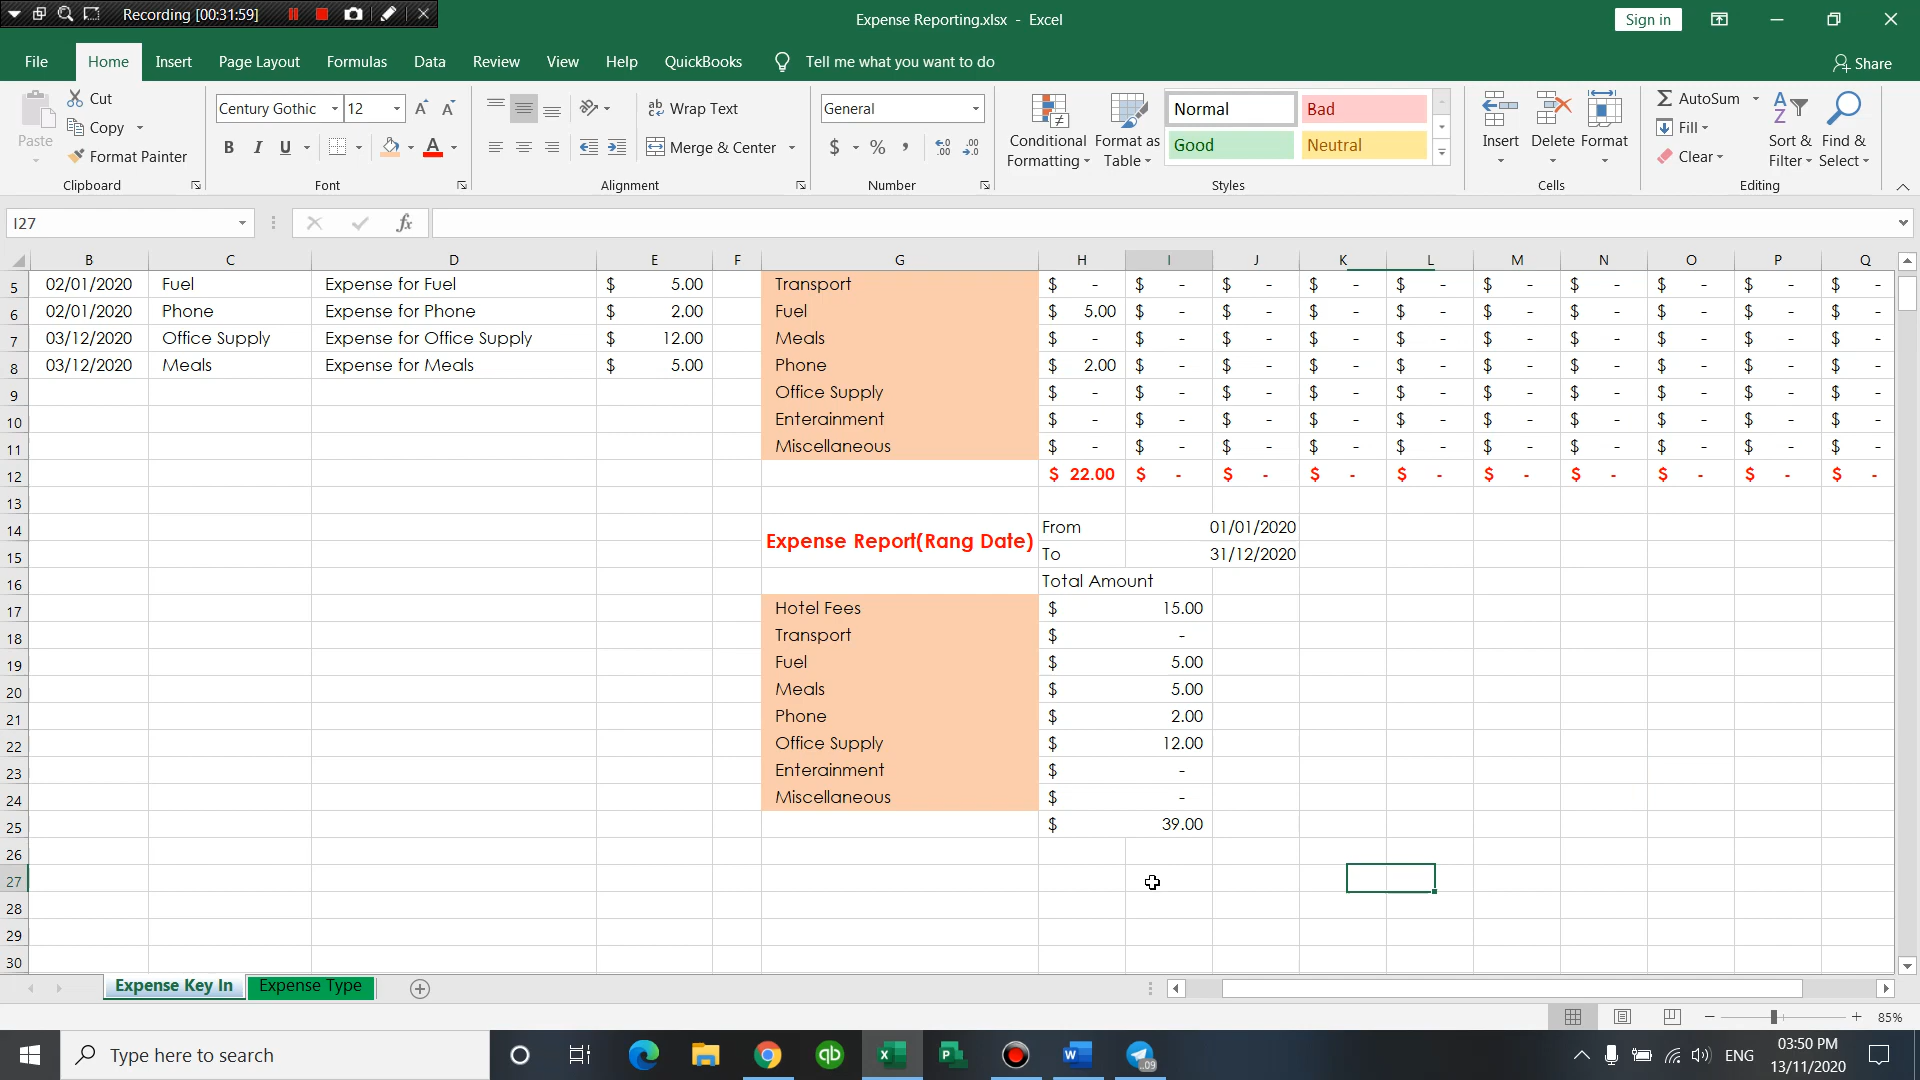 Recording [00:31:59]
Expense Reporting.xlsx - Excel
Sign in
File Home Insert Page Layout Formulas Data Review View Help QuickBooks Tell me what you want to do Share
Paste Cut Copy Format Painter Clipboard
Century Gothic 12 B I U A Font
ab Wrap Text Merge & Center Alignment
General $ % , Number
Conditional Formatting Format as Table Normal Bad Good Neutral Styles
Insert Delete Format Cells
AutoSum Fill Clear Sort & Filter Find & Select Editing
I27 fx
B C D E F G H I J K L M N O P Q
5 02/01/2020 Fuel Expense for Fuel $ 5.00 Transport $ - $ - $ - $ - $ - $ - $ - $ - $ - $ -
6 02/01/2020 Phone Expense for Phone $ 2.00 Fuel $ 5.00 $ - $ - $ - $ - $ - $ - $ - $ - $ -
7 03/12/2020 Office Supply Expense for Office Supply $ 12.00 Meals $ - $ - $ - $ - $ - $ - $ - $ - $ - $ -
8 03/12/2020 Meals Expense for Meals $ 5.00 Phone $ 2.00 $ - $ - $ - $ - $ - $ - $ - $ - $ -
9 Office Supply $ - $ - $ - $ - $ - $ - $ - $ - $ - $ -
10 Enterainment $ - $ - $ - $ - $ - $ - $ - $ - $ - $ -
11 Miscellaneous $ - $ - $ - $ - $ - $ - $ - $ - $ - $ -
12 $ 22.00 $ - $ - $ - $ - $ - $ - $ - $ - $ -
13
14 From 01/01/2020
Expense Report(Rang Date)
15 To 31/12/2020
16 Total Amount
17 Hotel Fees $ 15.00
18 Transport $ -
19 Fuel $ 5.00
20 Meals $ 5.00
21 Phone $ 2.00
22 Office Supply $ 12.00
23 Enterainment $ -
24 Miscellaneous $ -
25 $ 39.00
26
27
28
29
30
Expense Key In Expense Type
85%
Type here to search
ENG
03:50 PM
13/11/2020